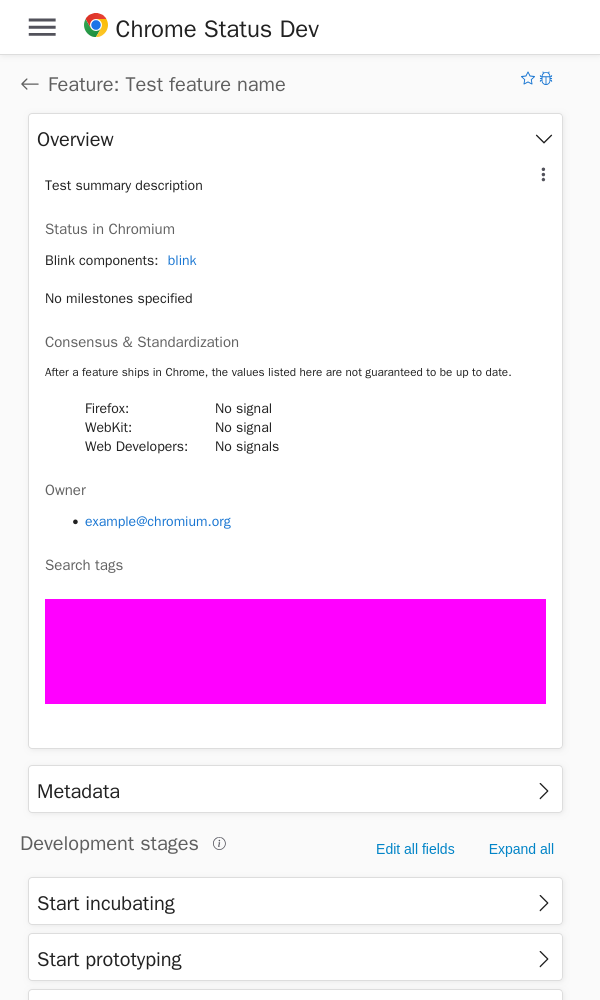 Chrome Status Dev
Feature: Test feature name
Overview
Test summary description
Status in Chromium
Blink components: blink
No milestones specified
Consensus & Standardization
After a feature ships in Chrome, the values listed here are not guaranteed to be up to date.
Firefox: No signal
WebKit: No signal
Web Developers: No signals
Owner
• example@chromium.org
Search tags
Metadata
Development stages
Edit all fields Expand all
Start incubating
Start prototyping